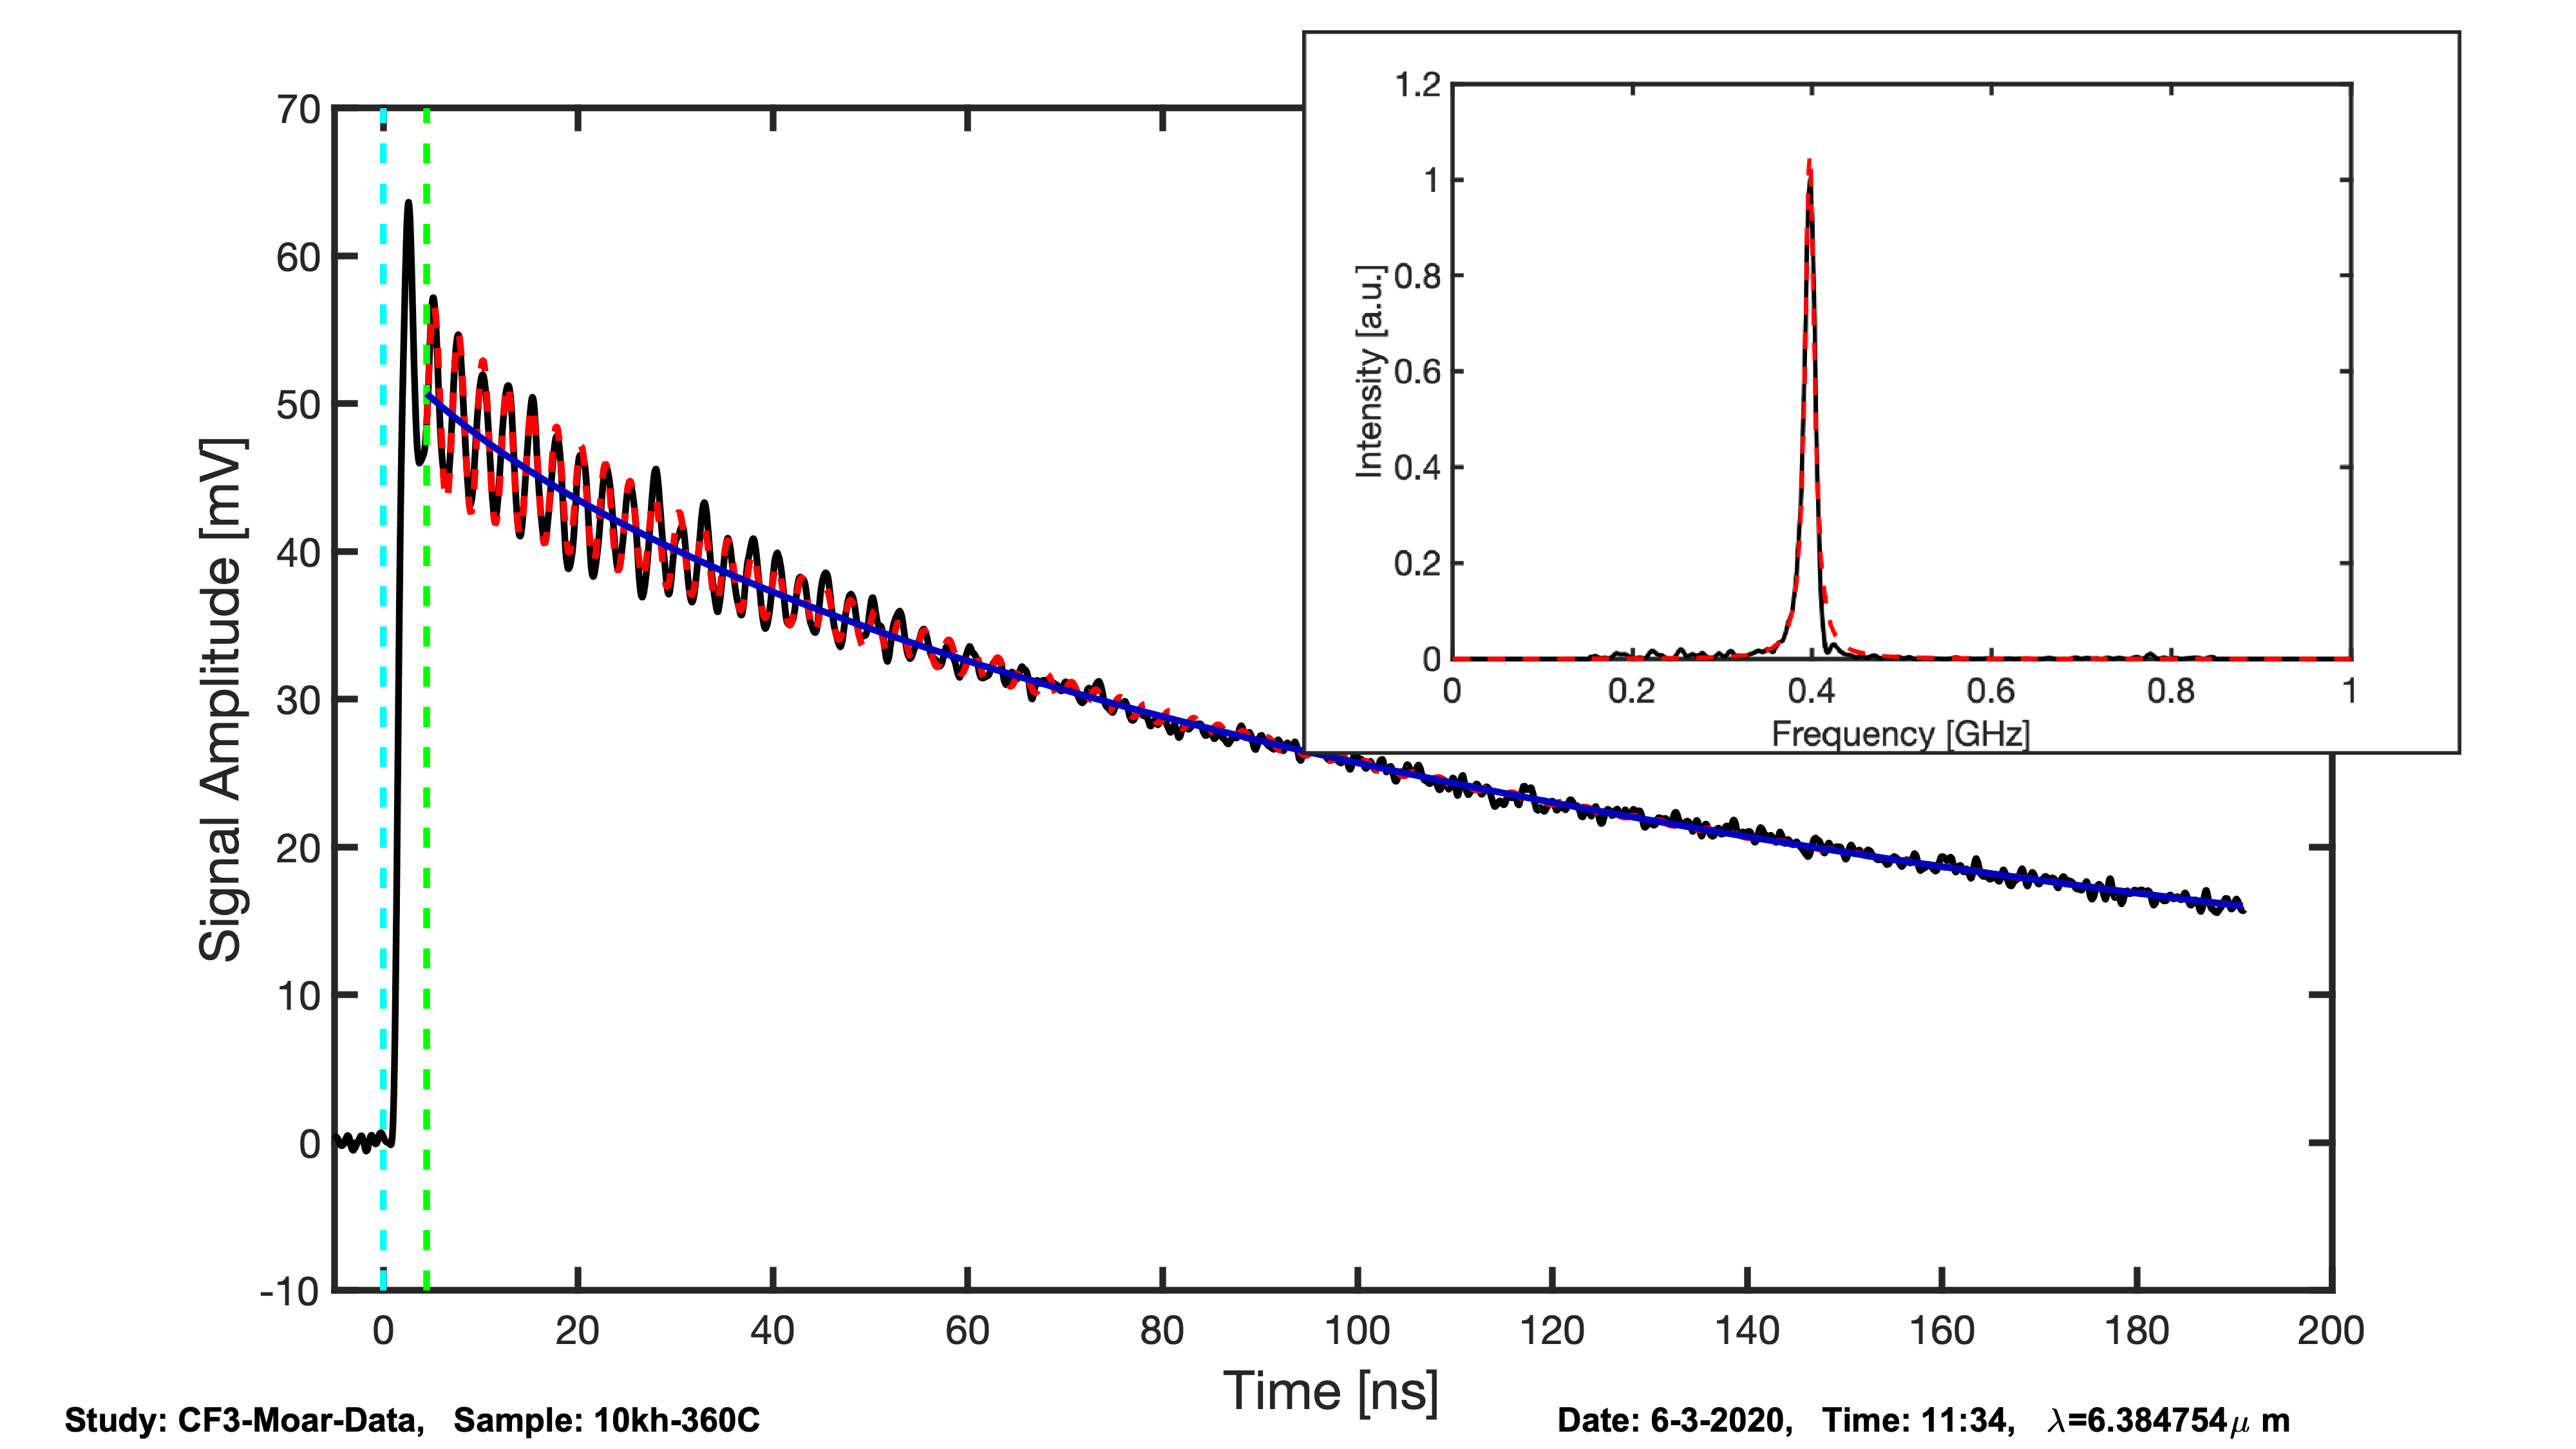 1.2
1
0.8
0.6
0.4
0.2
0
Intensity [a.u.]
0 0.2 0.4 0.6 0.8 1
Frequency [GHz]
70
60
50
40
30
20
10
0
-10
Signal Amplitude [mV]
0 20 40 60 80 100 120 140 160 180 200
Time [ns]
Study: CF3-Moar-Data, Sample: 10kh-360C
Date: 6-3-2020, Time: 11:34, λ=6.384754μ m